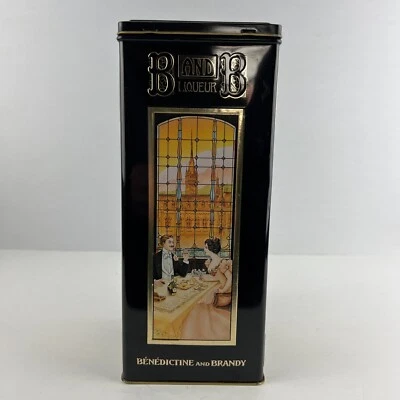 B AND B
LIQUEUR
BÉNÉDICTINE AND BRANDY